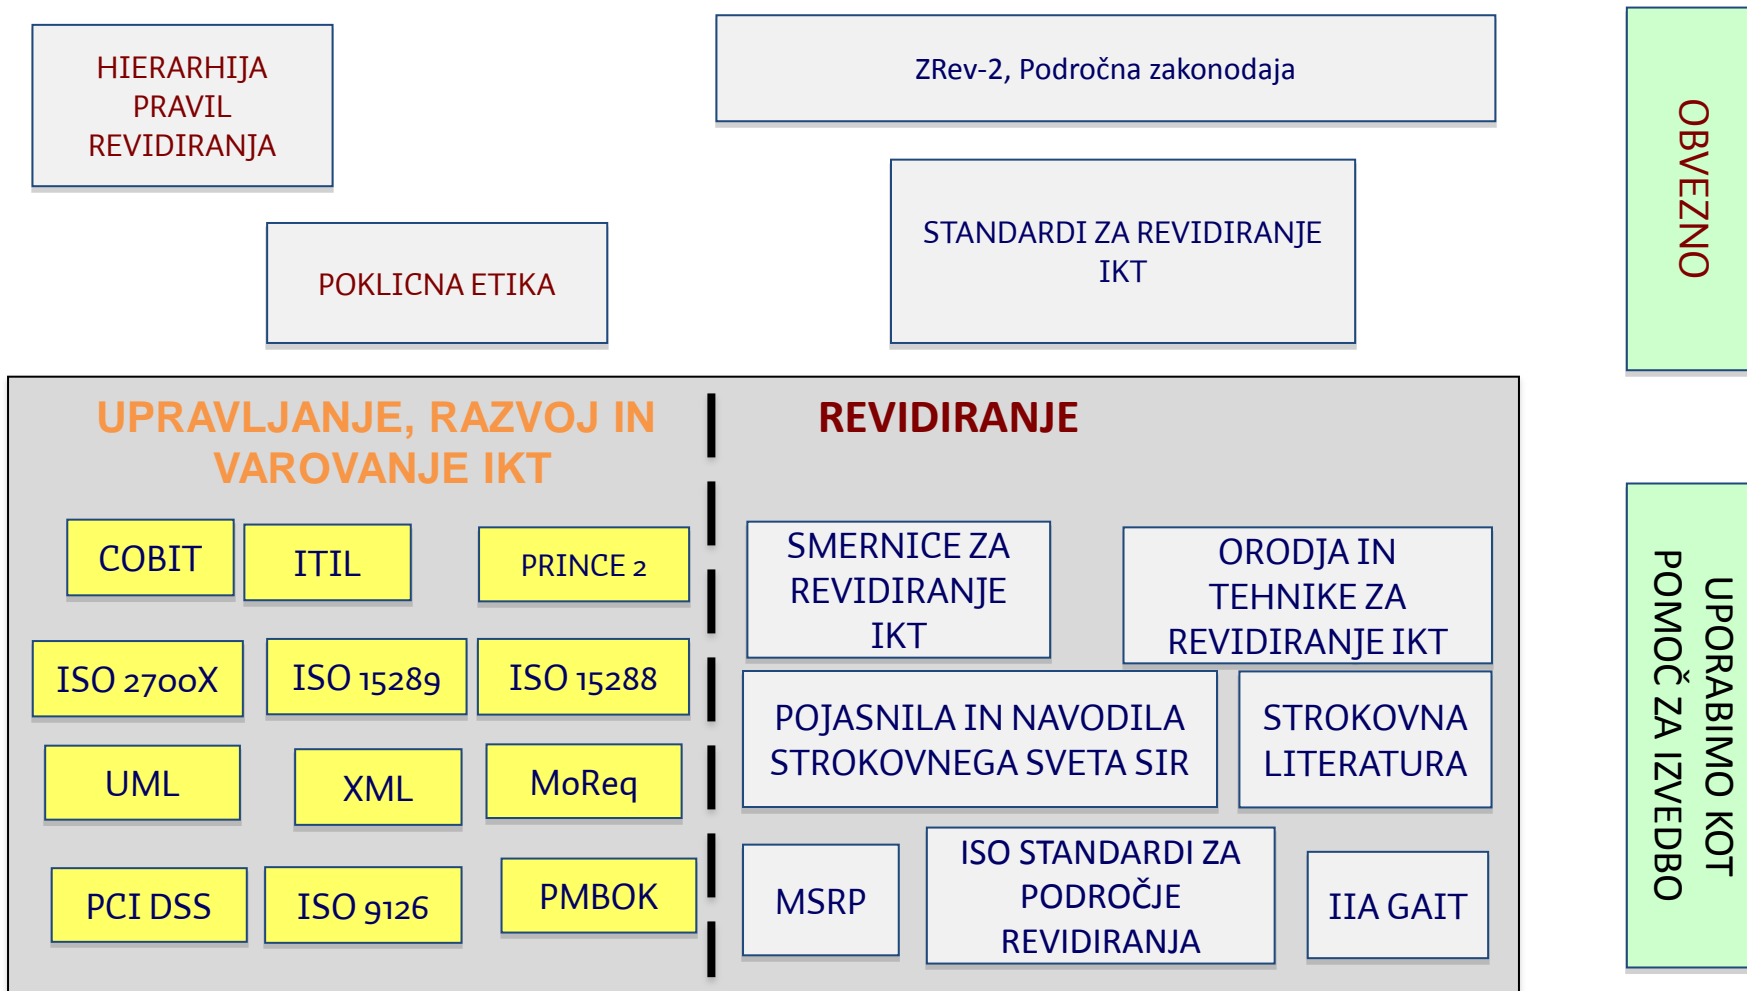 HIERARHIJA
PRAVIL
REVIDIRANJA
ZRev-2, Področna zakonodaja
POKLICNA ETIKA
STANDARDI ZA REVIDIRANJE
IKT
OBVEZNO
UPRAVLJANJE, RAZVOJ IN
VAROVANJE IKT
COBIT
ITIL
PRINCE 2
ISO 2700X
ISO 15289
ISO 15288
UML
XML
MoReq
PCI DSS
ISO 9126
PMBOK
REVIDIRANJE
SMERNICE ZA
REVIDIRANJE
IKT
ORODJA IN
TEHNIKE ZA
REVIDIRANJE IKT
POJASNILA IN NAVODILA
STROKOVNEGA SVETA SIR
STROKOVNA
LITERATURA
MSRP
ISO STANDARDI ZA
PODROČJE
REVIDIRANJA
IIA GAIT
UPORABIMO KOT
POMOČ ZA IZVEDBO